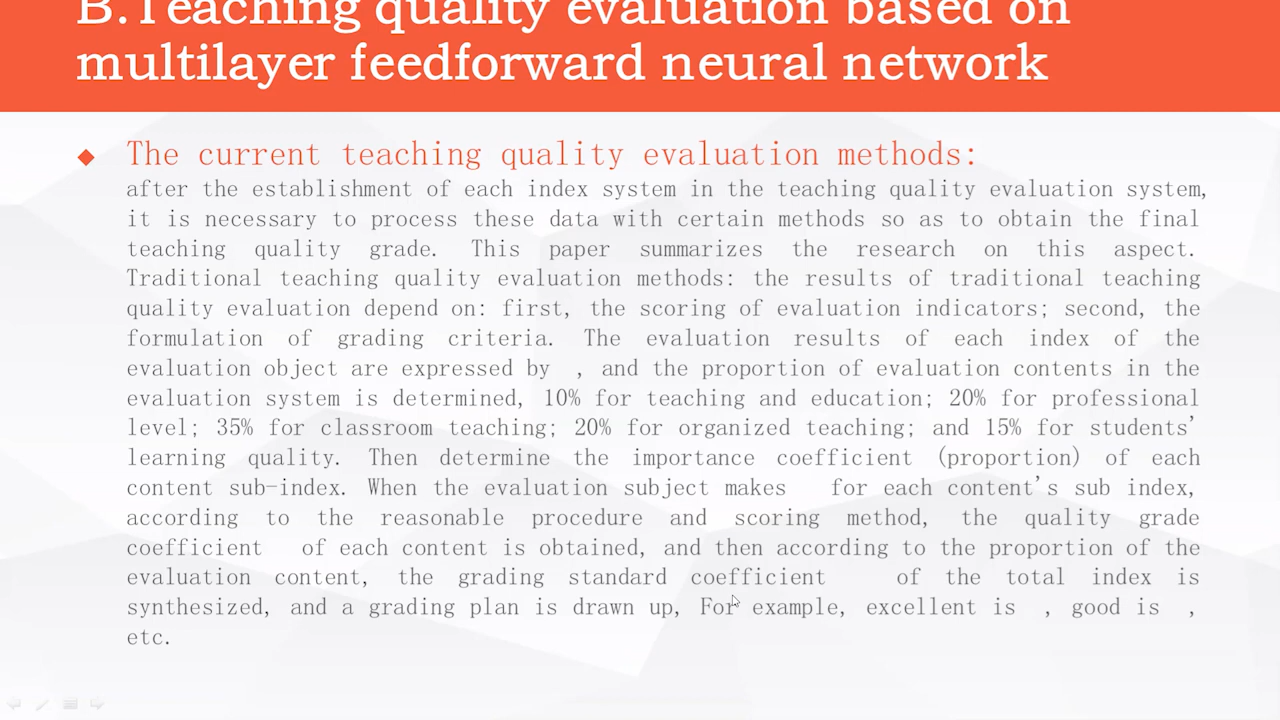 B.Teaching quality evaluation based on
multilayer feedforward neural network
The current teaching quality evaluation methods:
after the establishment of each index system in the teaching quality evaluation system,
it is necessary to process these data with certain methods so as to obtain the final
teaching quality grade. This paper summarizes the research on this aspect.
Traditional teaching quality evaluation methods: the results of traditional teaching
quality evaluation depend on: first, the scoring of evaluation indicators; second, the
formulation of grading criteria. The evaluation results of each index of the
evaluation object are expressed by , and the proportion of evaluation contents in the
evaluation system is determined, 10% for teaching and education; 20% for professional
level; 35% for classroom teaching; 20% for organized teaching; and 15% for students'
learning quality. Then determine the importance coefficient (proportion) of each
content sub-index. When the evaluation subject makes for each content's sub index,
according to the reasonable procedure and scoring method, the quality grade
coefficient of each content is obtained, and then according to the proportion of the
evaluation content, the grading standard coefficient of the total index is
synthesized, and a grading plan is drawn up, For example, excellent is , good is ,
etc.